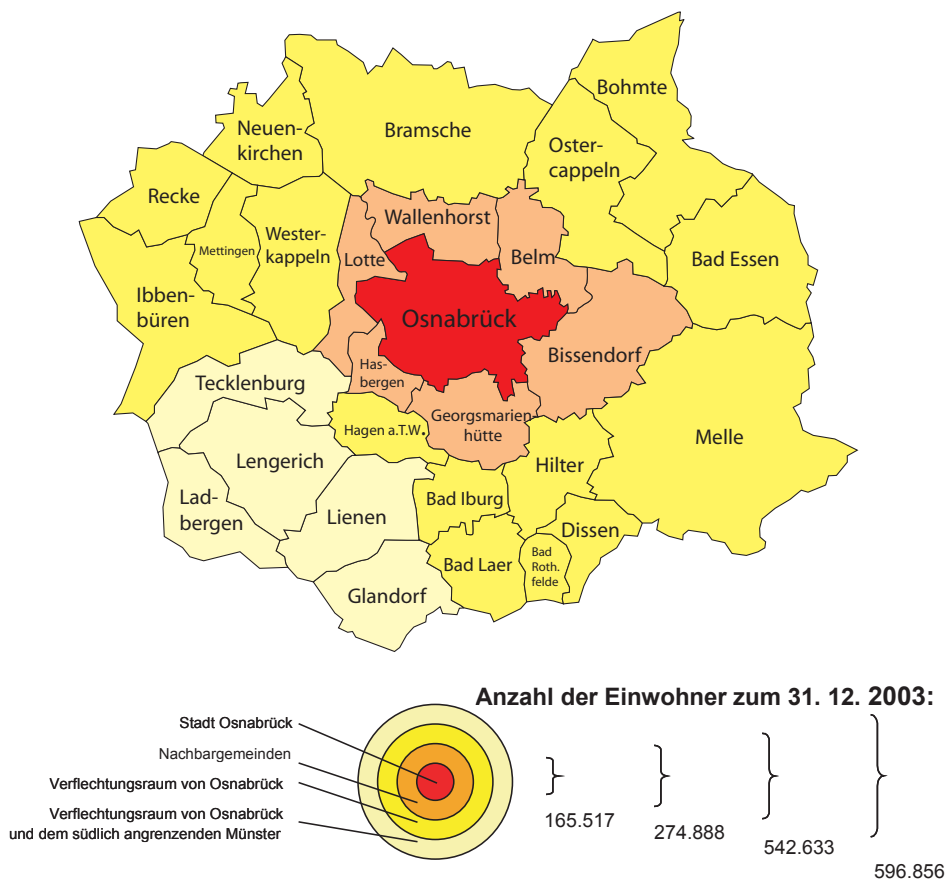 Bohmte
Neuen-
kirchen
Bramsche
Oster-
cappeln
Recke
Wallenhorst
Mettingen
Wester-
kappeln
Lotte
Belm
Bad Essen
Ibben-
büren
Osnabrück
Bissendorf
Has-
bergen
Tecklenburg
Georgsmarien-
hütte
Hagen a.T.W.
Melle
Lengerich
Hilter
Lad-
bergen
Bad Iburg
Lienen
Dissen
Bad Laer
Bad
Roth.
felde
Glandorf
Anzahl der Einwohner zum 31. 12. 2003:
Stadt Osnabrück
Nachbargemeinden
Verflechtungsraum von Osnabrück
Verflechtungsraum von Osnabrück
und dem südlich angrenzenden Münster
165.517
274.888
542.633
596.856